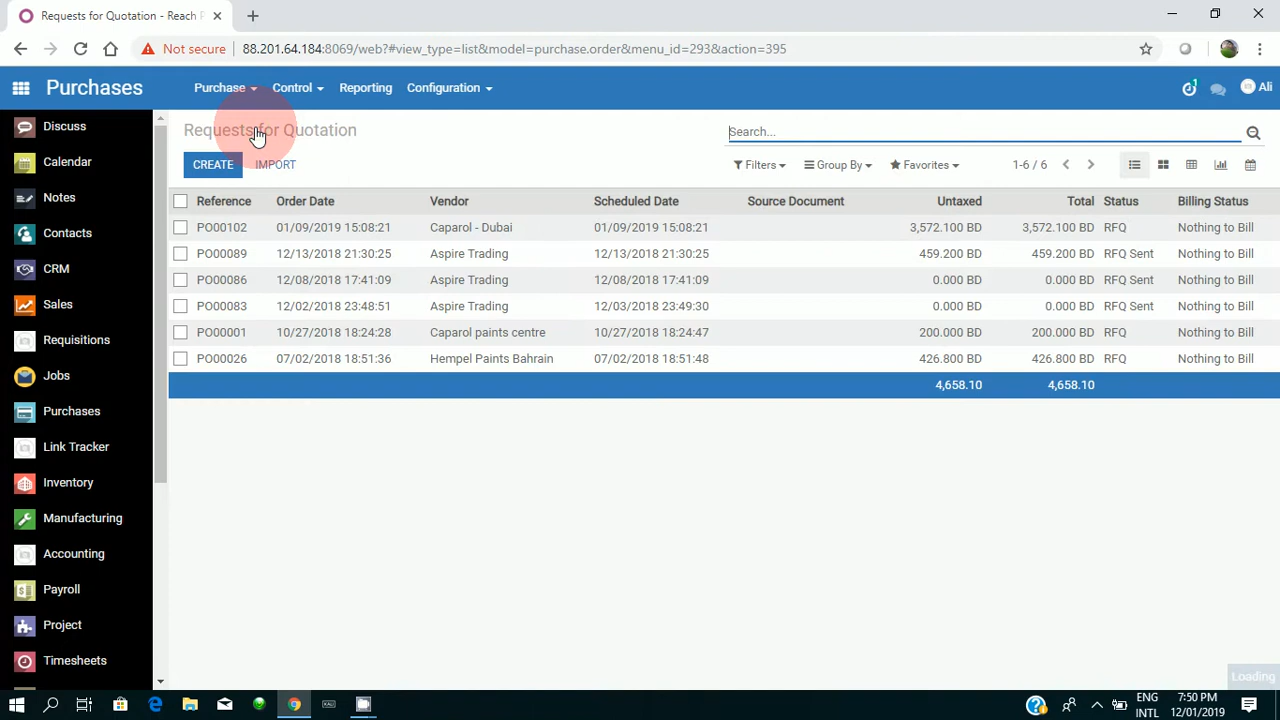 Requests for Quotation - Reach
Not secure 88.201.64.184:8069/web?#view_type=list&model=purchase.order&menu_id=293&action=395
Purchases Purchase Control Reporting Configuration Ali
Discuss
Calendar
Notes
Contacts
CRM
Sales
Requisitions
Jobs
Purchases
Link Tracker
Inventory
Manufacturing
Accounting
Payroll
Project
Timesheets
Requests for Quotation
Search...
CREATE IMPORT Filters Group By Favorites 1-6 / 6
Reference Order Date Vendor Scheduled Date Source Document Untaxed Total Status Billing Status
PO00102 01/09/2019 15:08:21 Caparol - Dubai 01/09/2019 15:08:21 3,572.100 BD 3,572.100 BD RFQ Nothing to Bill
PO00089 12/13/2018 21:30:25 Aspire Trading 12/13/2018 21:30:25 459.200 BD 459.200 BD RFQ Sent Nothing to Bill
PO00086 12/08/2018 17:41:09 Aspire Trading 12/08/2018 17:41:09 0.000 BD 0.000 BD RFQ Sent Nothing to Bill
PO00083 12/02/2018 23:48:51 Aspire Trading 12/03/2018 23:49:30 0.000 BD 0.000 BD RFQ Sent Nothing to Bill
PO00001 10/27/2018 18:24:28 Caparol paints centre 10/27/2018 18:24:47 200.000 BD 200.000 BD RFQ Nothing to Bill
PO00026 07/02/2018 18:51:36 Hempel Paints Bahrain 07/02/2018 18:51:48 426.800 BD 426.800 BD RFQ Nothing to Bill
4,658.10 4,658.10
Loading
ENG 7:50 PM
INTL 12/01/2019